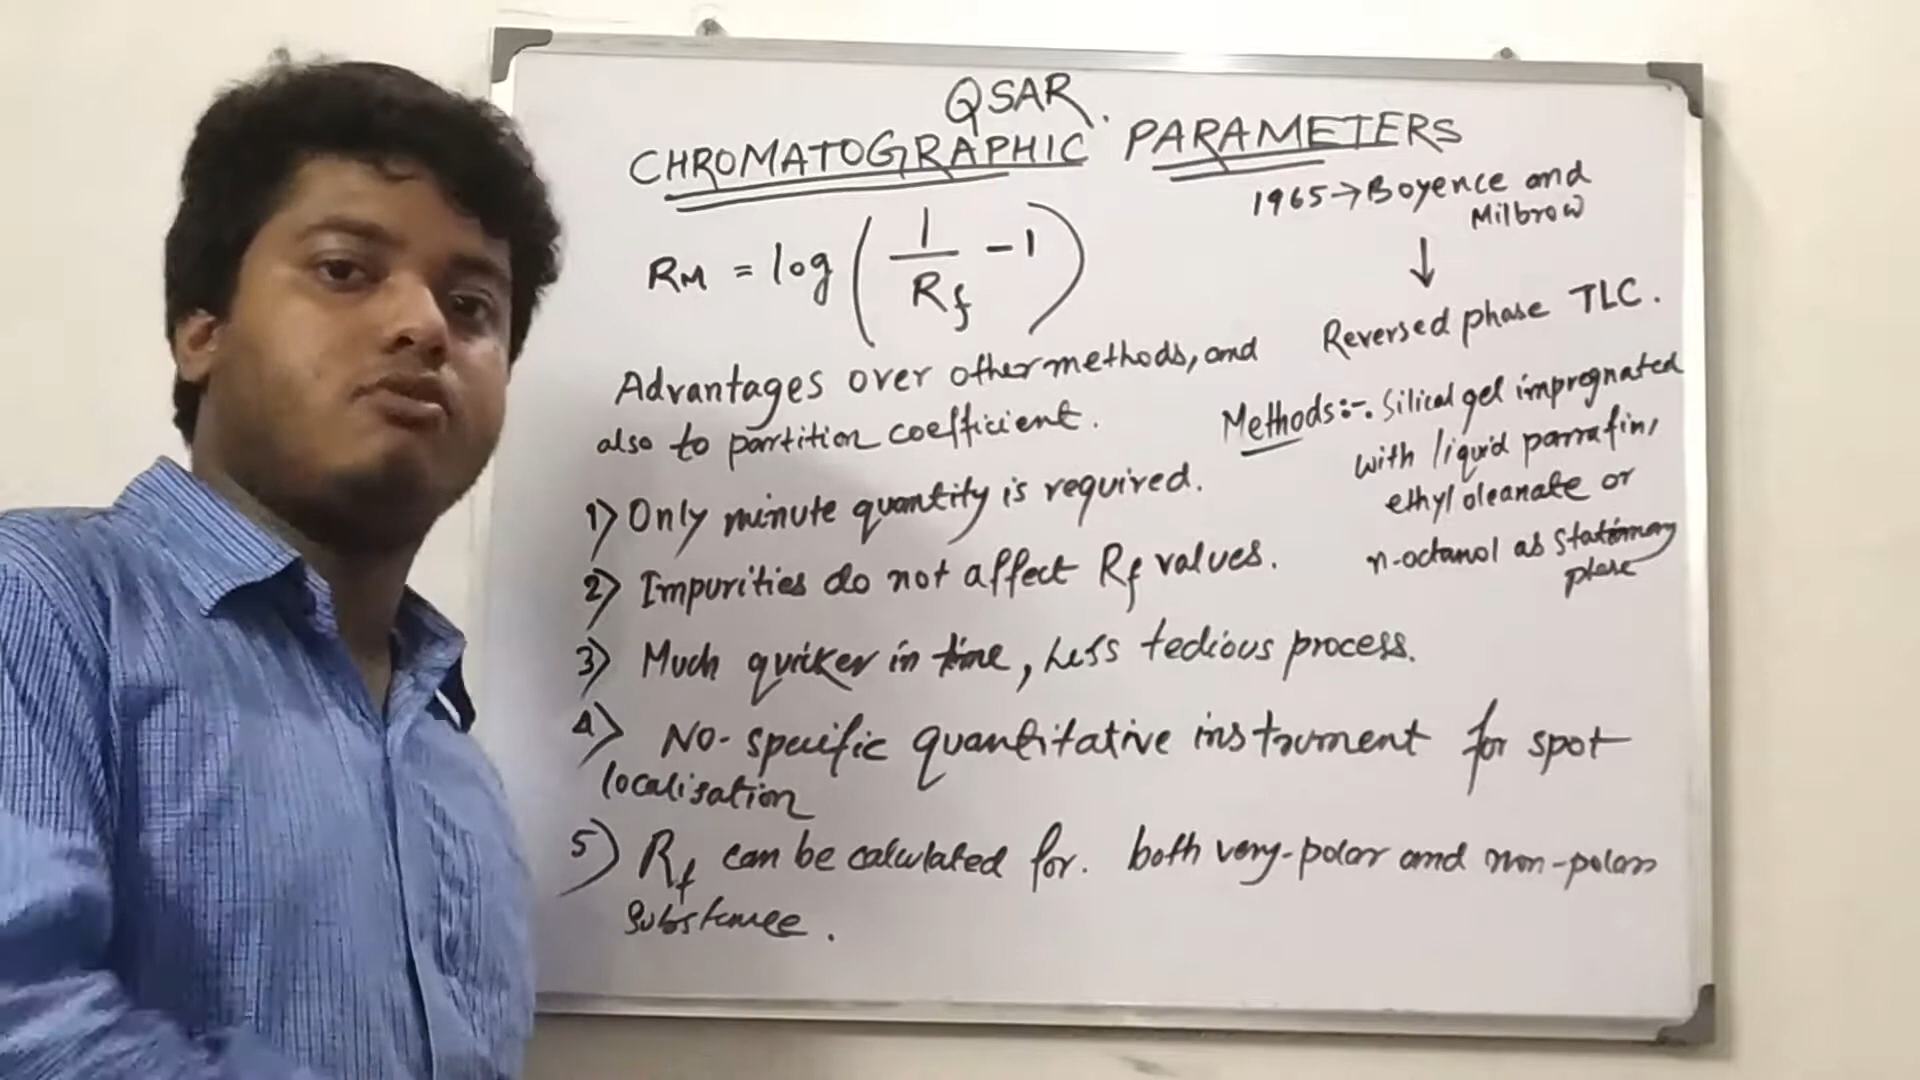 QSAR.
CHROMATOGRAPHIC PARAMETERS
1965→Boyence and
Milbrow
↓
Reversed phase TLC.
RM = log (1/Rf - 1)
Advantages over other methods, and
also to partition coefficient.
1) Only minute quantity is required.
2) Impurities do not affect Rf values.
3) Much quicker in time, Less tedious process.
4) No-specific quantitative instrument for spot
localisation
5) Rf can be calculated for. both very-polar and non-polar
substance.
Methods:-. Silical gel impregnated
with liquid parrafin,
ethyl oleanate or
n-octanol as stationary
phase